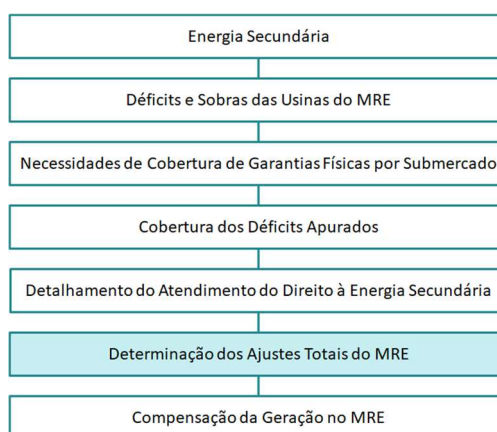 Energia Secundária
Déficits e Sobras das Usinas do MRE
Necessidades de Cobertura de Garantias Físicas por Submercado
Cobertura dos Déficits Apurados
Detalhamento do Atendimento do Direito à Energia Secundária
Determinação dos Ajustes Totais do MRE
Compensação da Geração no MRE